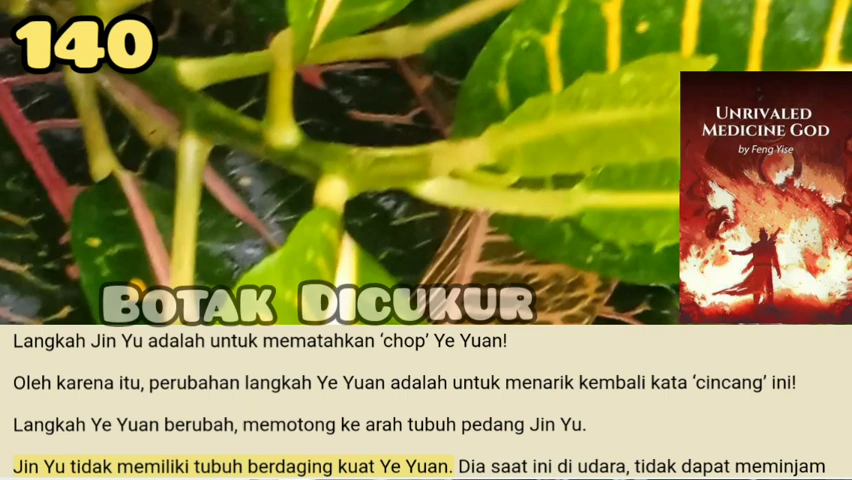 140
UNRIVALED
MEDICINE GOD
by Feng Yise
BOTAK DICUKUR
Langkah Jin Yu adalah untuk mematahkan ‘chop’ Ye Yuan!
Oleh karena itu, perubahan langkah Ye Yuan adalah untuk menarik kembali kata ‘cincang’ ini!
Langkah Ye Yuan berubah, memotong ke arah tubuh pedang Jin Yu.
Jin Yu tidak memiliki tubuh berdaging kuat Ye Yuan. Dia saat ini di udara, tidak dapat meminjam